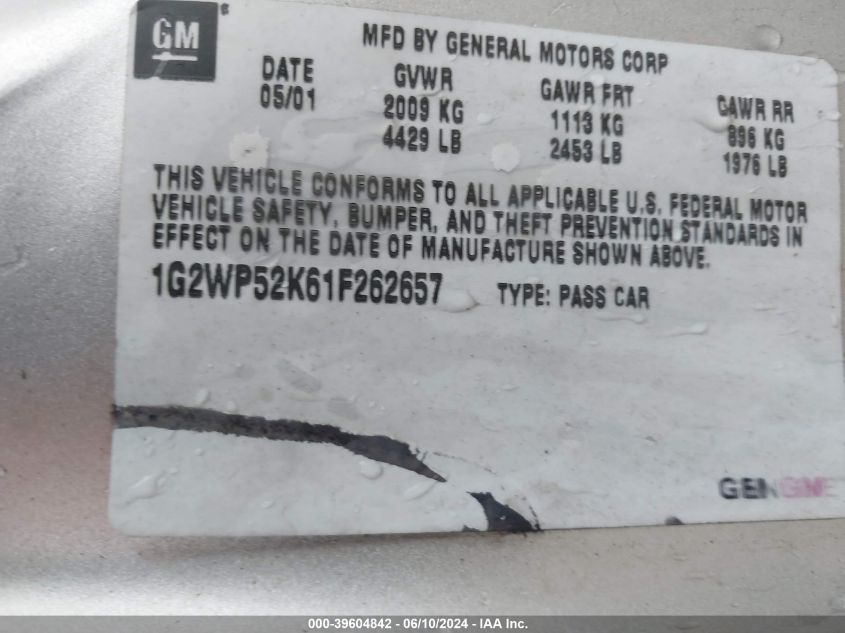 GM
MFD BY GENERAL MOTORS CORP
DATE GVWR GAWR FRT GAWR RR
05/01 2009 KG 1113 KG 896 KG
4429 LB 2453 LB 1976 LB
THIS VEHICLE CONFORMS TO ALL APPLICABLE U.S. FEDERAL MOTOR
VEHICLE SAFETY, BUMPER, AND THEFT PREVENTION STANDARDS IN
EFFECT ON THE DATE OF MANUFACTURE SHOWN ABOVE.
1G2WP52K61F262657 TYPE: PASS CAR
000-39604842 - 06/10/2024 - IAA Inc.